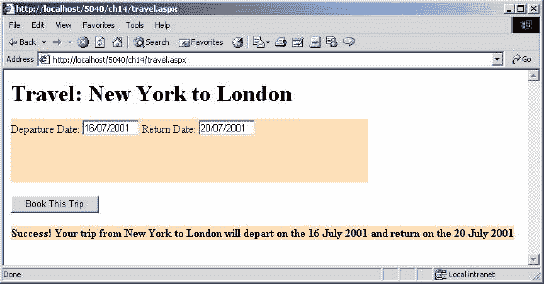 http://localhost/5040/ch14/travel.aspx
File Edit View Favorites Tools Help
Back Search Favorites
Address http://localhost/5040/ch14/travel.aspx Go
Travel: New York to London
Departure Date: 16/07/2001 Return Date: 20/07/2001
Book This Trip
Success! Your trip from New York to London will depart on the 16 July 2001 and return on the 20 July 2001
Done Local intranet